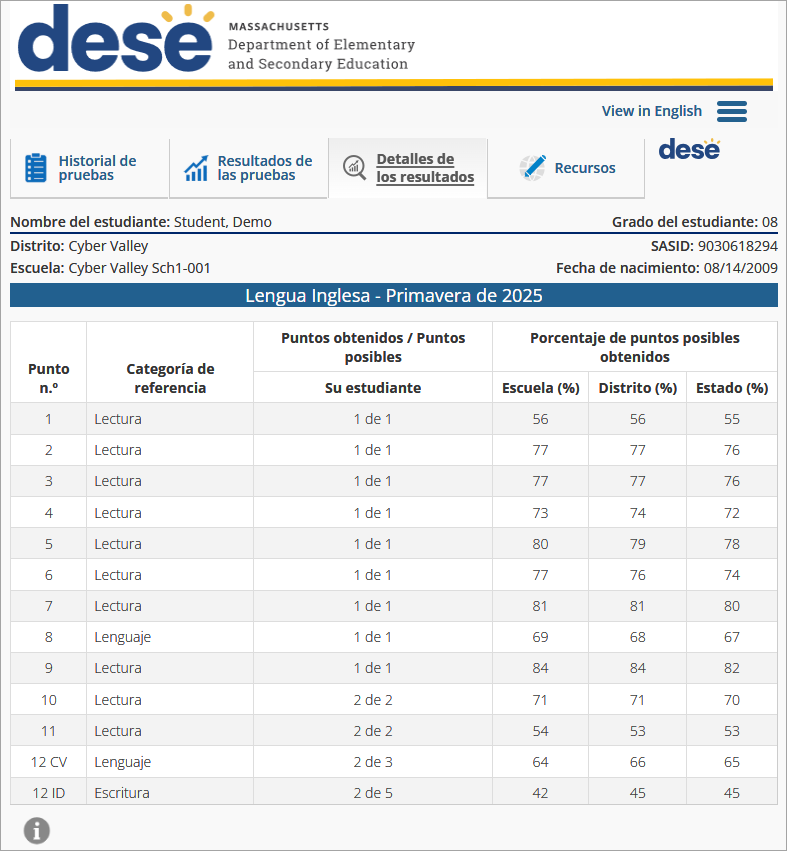 dese
MASSACHUSETTS
Department of Elementary
and Secondary Education
View in English
Historial de
pruebas
Resultados de
las pruebas
Detalles de
los resultados
Recursos
dese
Nombre del estudiante: Student, Demo Grado del estudiante: 08
Distrito: Cyber Valley SASID: 9030618294
Escuela: Cyber Valley Sch1-001 Fecha de nacimiento: 08/14/2009
Lengua Inglesa - Primavera de 2025
Punto
n.º
Categoría de
referencia
Puntos obtenidos / Puntos
posibles
Porcentaje de puntos posibles
obtenidos
Su estudiante Escuela (%) Distrito (%) Estado (%)
1 Lectura 1 de 1 56 56 55
2 Lectura 1 de 1 77 77 76
3 Lectura 1 de 1 77 77 76
4 Lectura 1 de 1 73 74 72
5 Lectura 1 de 1 80 79 78
6 Lectura 1 de 1 77 76 74
7 Lectura 1 de 1 81 81 80
8 Lenguaje 1 de 1 69 68 67
9 Lectura 1 de 1 84 84 82
10 Lectura 2 de 2 71 71 70
11 Lectura 2 de 2 54 53 53
12 CV Lenguaje 2 de 3 64 66 65
12 ID Escritura 2 de 5 42 45 45